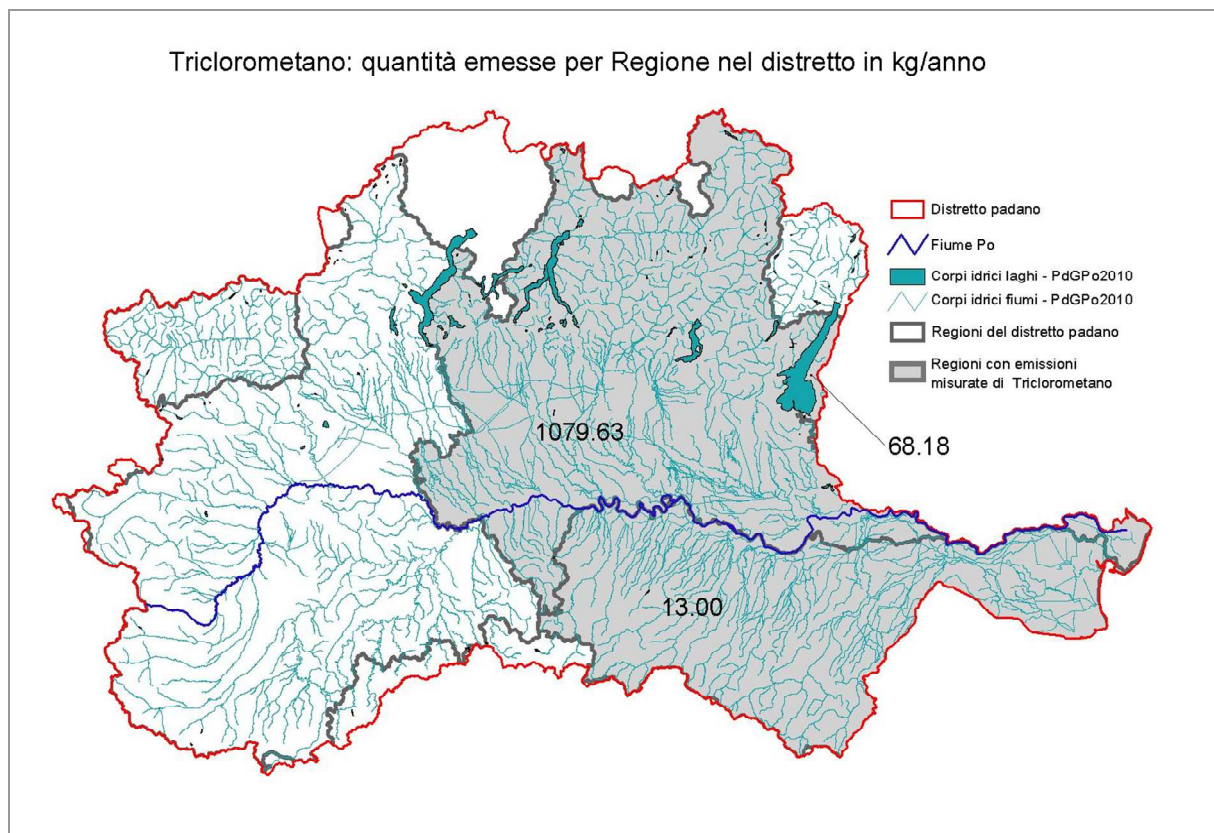 Triclorometano: quantità emesse per Regione nel distretto in kg/anno
Distretto padano
Fiume Po
Corpi idrici laghi - PdGPo2010
Corpi idrici fiumi - PdGPo2010
Regioni del distretto padano
Regioni con emissioni
misurate di Triclorometano
1079.63
68.18
13.00